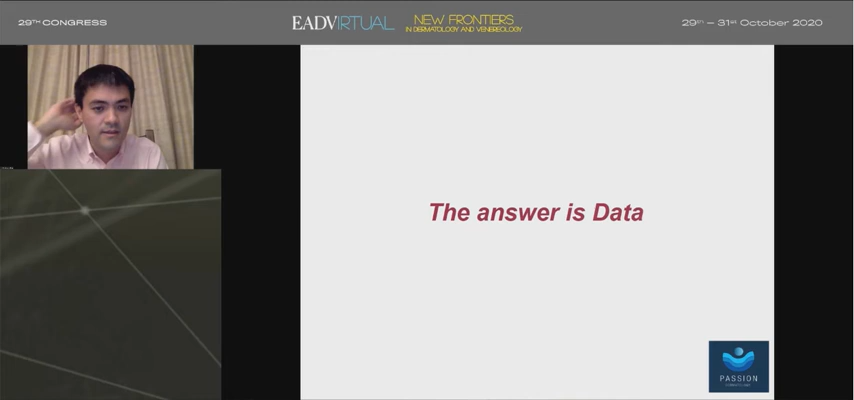 29TH CONGRESS
EADVIRTUAL
NEW FRONTIERS
IN DERMATOLOGY AND VENEREOLOGY
29th – 31st October 2020
The answer is Data
PASSION